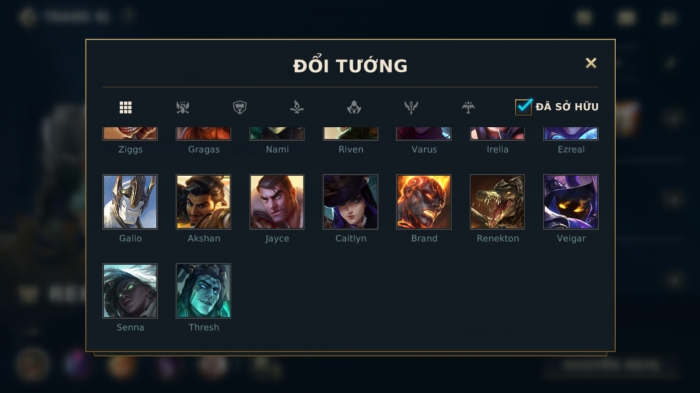 ĐỔI TƯỚNG
ĐÃ SỞ HỮU
Ziggs Gragas Nami Riven Varus Irelia Ezreal
Galio Akshan Jayce Caitlyn Brand Renekton Veigar
Senna Thresh